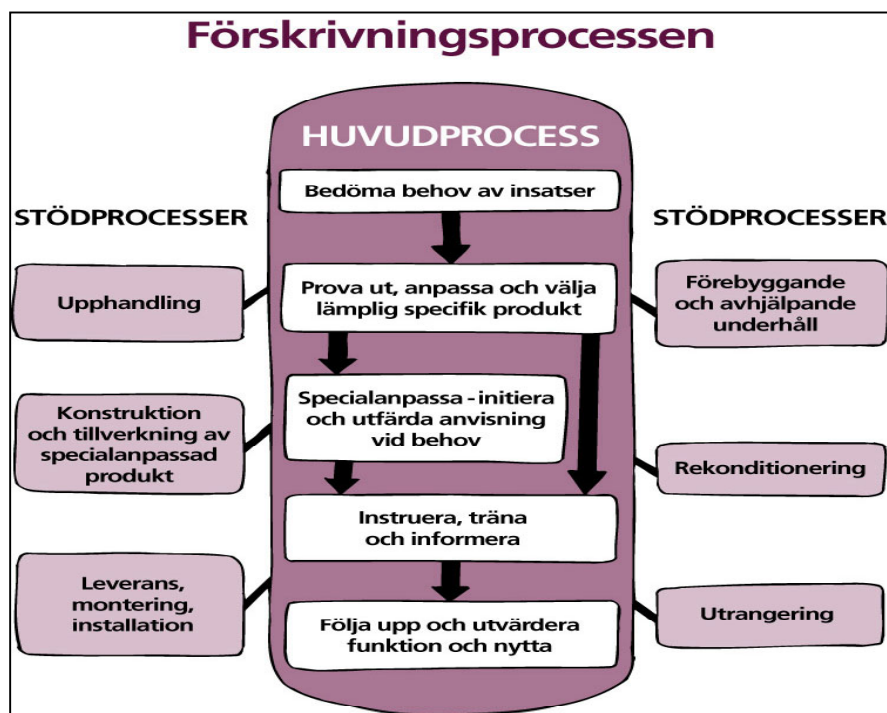 Förskrivningsprocessen
HUVUDPROCESS
Bedöma behov av insatser
Prova ut, anpassa och välja
lämplig specifik produkt
Specialanpassa - initiera
och utfärda anvisning
vid behov
Instruera, träna
och informera
Följa upp och utvärdera
funktion och nytta
STÖDPROCESSER
Upphandling
Konstruktion
och tillverkning av
specialanpassad
produkt
Leverans,
montering,
installation
STÖDPROCESSER
Förebyggande
och avhjälpande
underhåll
Rekonditionering
Utrangering